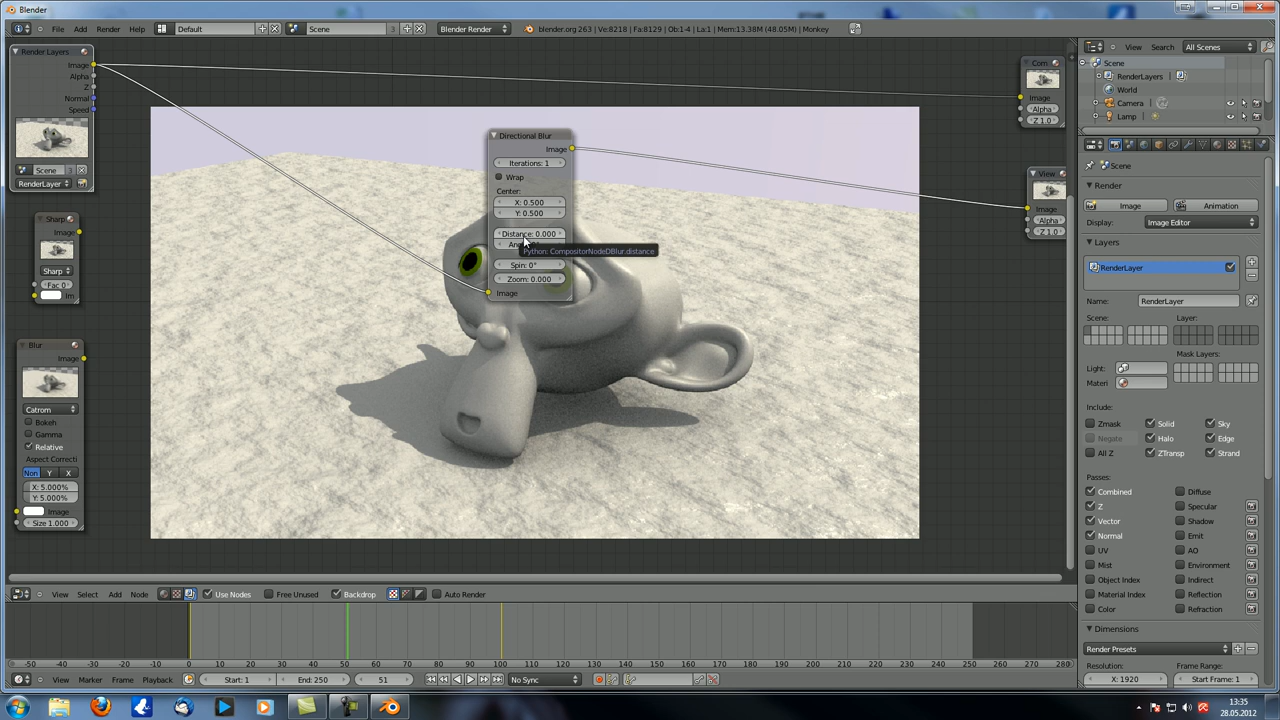 Blender
File Add Render Help Default Scene 3 Blender Render blender.org 263 | Ve:8218 | Fa:8129 | Ob:1-4 | La:1 | Mem:13.38M (48.05M) | Monkey
Render Layers
Image
Alpha
Z
Normal
Speed
Scene 3
RenderLayer
Sharp
Image
Sharp
Fac 0
Im
Blur
Image
Catrom
Bokeh
Gamma
Relative
Aspect Correcti
Non Y X
X: 5.000%
Y: 5.000%
Image
Size 1.000
Directional Blur
Image
Iterations: 1
Wrap
Center:
X: 0.500
Y: 0.500
Distance: 0.000
Python: CompositorNodeDBlur.distance
Spin: 0°
Zoom: 0.000
Image
Com
Image
Alpha
Z 1.0
View
Image
Alpha
Z 1.0
View Select Add Node Use Nodes Free Unused Backdrop Auto Render
-50 -40 -30 -20 -10 0 10 20 30 40 50 60 70 80 90 100 110 120 130 140 150 160 170 180 190 200 210 220 230 240 250 260 270 280
View Marker Frame Playback Start: 1 End: 250 51 No Sync
View Search All Scenes
Scene
RenderLayers
World
Camera
Lamp
Scene
Render
Image Animation
Display: Image Editor
Layers
RenderLayer
Name: RenderLayer
Scene: Layer:
Mask Layers:
Light:
Materi
Include:
Zmask Solid Sky
Negate Halo Edge
All Z ZTransp Strand
Passes:
Combined Diffuse
Z Specular
Vector Shadow
Normal Emit
UV AO
Mist Environment
Object Index Indirect
Material Index Reflection
Color Refraction
Dimensions
Render Presets
Resolution: Frame Range:
X: 1920 Start Frame: 1
13:35
28.05.2012